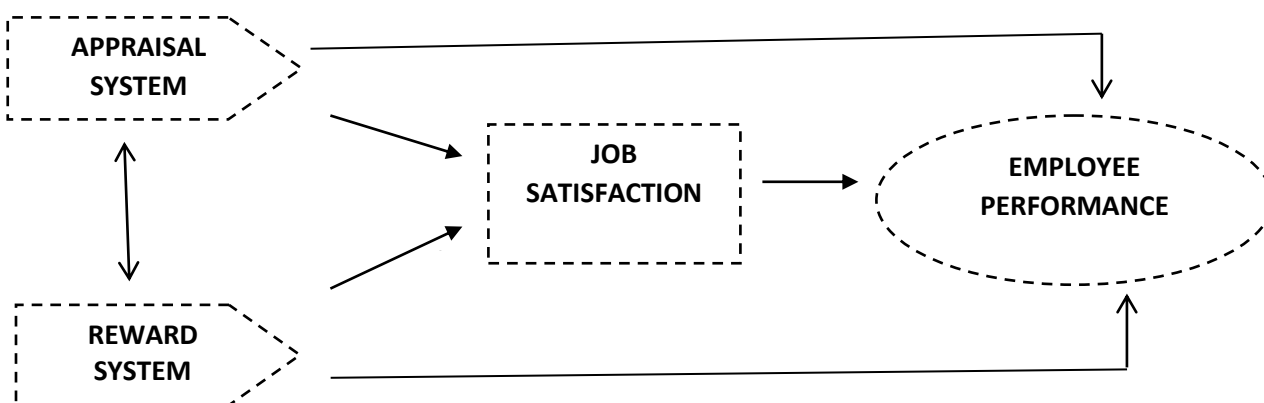 APPRAISAL
SYSTEM
JOB
SATISFACTION
EMPLOYEE
PERFORMANCE
REWARD
SYSTEM